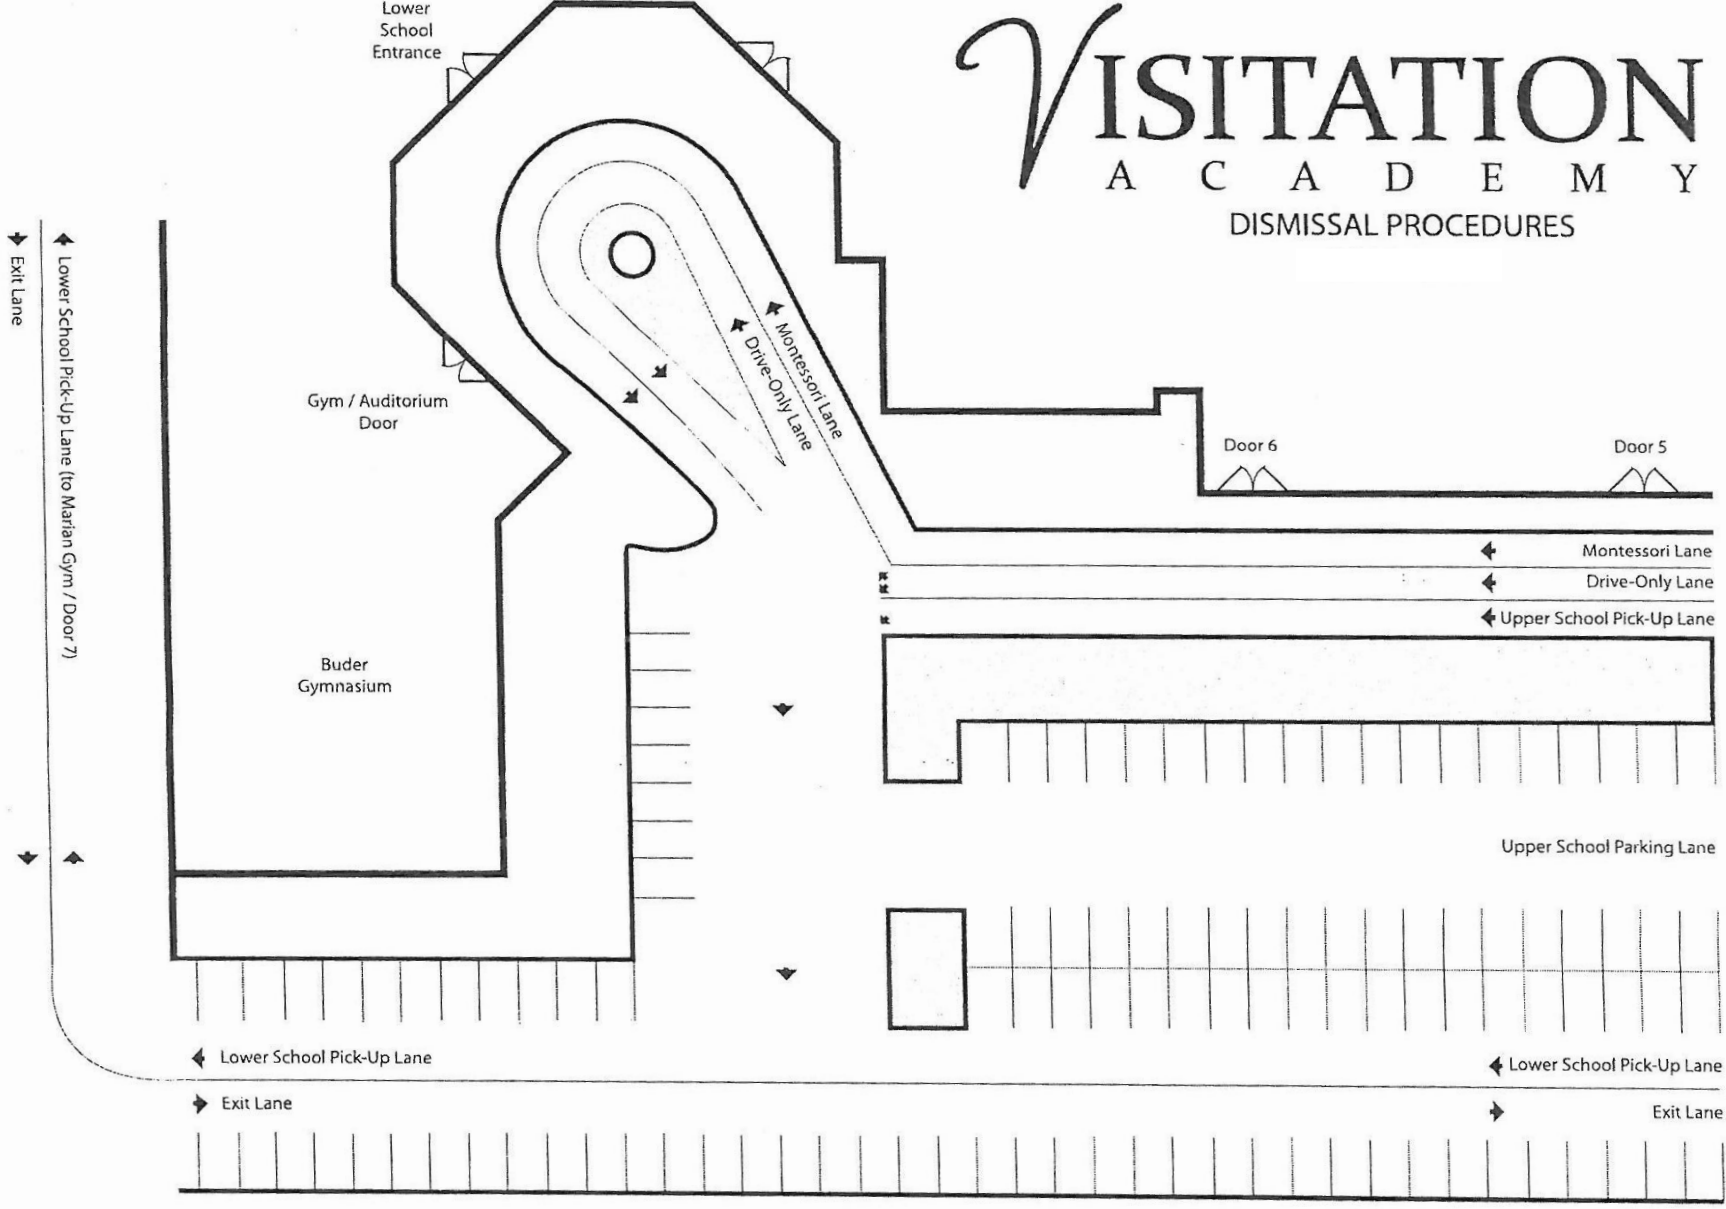 Lower
School
Entrance
VISITATION
ACADEMY
DISMISSAL PROCEDURES
Exit Lane
Lower School Pick-Up Lane (to Marian Gym / Door 7)
Montessori Lane
Drive-Only Lane
Gym / Auditorium
Door
Door 6
Door 5
Montessori Lane
Drive-Only Lane
Upper School Pick-Up Lane
Buder
Gymnasium
Upper School Parking Lane
Lower School Pick-Up Lane
Lower School Pick-Up Lane
Exit Lane
Exit Lane